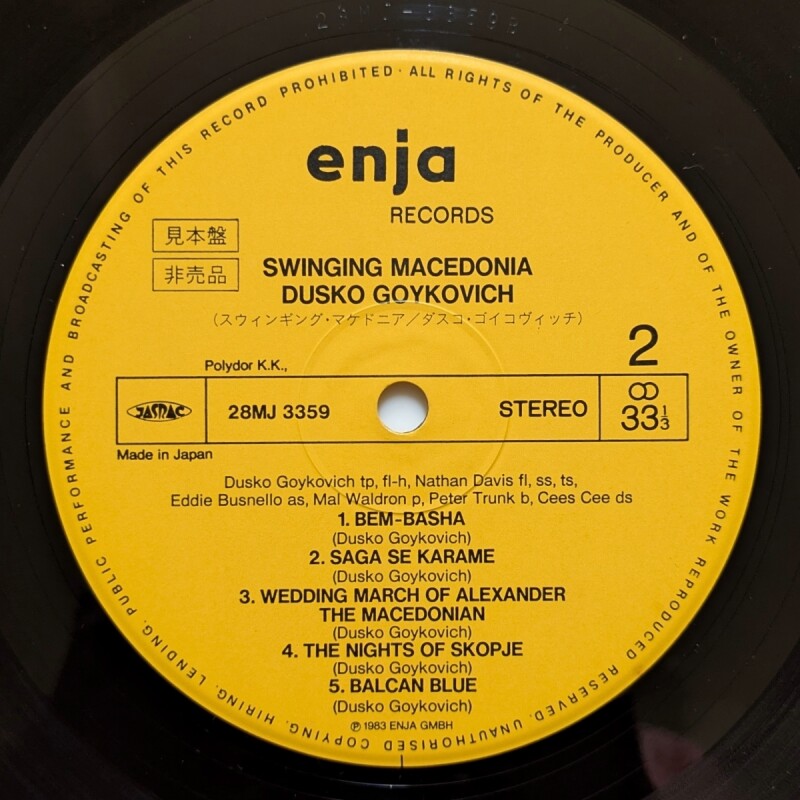 PUBLIC PERFORMANCE AND BROADCASTING OF THIS RECORD PROHIBITED · ALL RIGHTS OF THE PRODUCER AND OF THE OWNER OF THE WORK REPRODUCED RESERVED. UNAUTHORISED COPYING. HIRING. LENDING.
enja
RECORDS
見本盤
非売品
SWINGING MACEDONIA
DUSKO GOYKOVICH
(スウィンギング・マケドニア/ダスコ・ゴイコヴィッチ)
2
Polydor K.K.,
JASRAC
28MJ 3359
STEREO
33 1/3
Made in Japan
Dusko Goykovich tp, fl-h, Nathan Davis fl, ss, ts,
Eddie Busnello as, Mal Waldron p, Peter Trunk b, Cees Cee ds
1. BEM-BASHA
(Dusko Goykovich)
2. SAGA SE KARAME
(Dusko Goykovich)
3. WEDDING MARCH OF ALEXANDER
THE MACEDONIAN
(Dusko Goykovich)
4. THE NIGHTS OF SKOPJE
(Dusko Goykovich)
5. BALCAN BLUE
(Dusko Goykovich)
Ⓟ 1983 ENJA GMBH